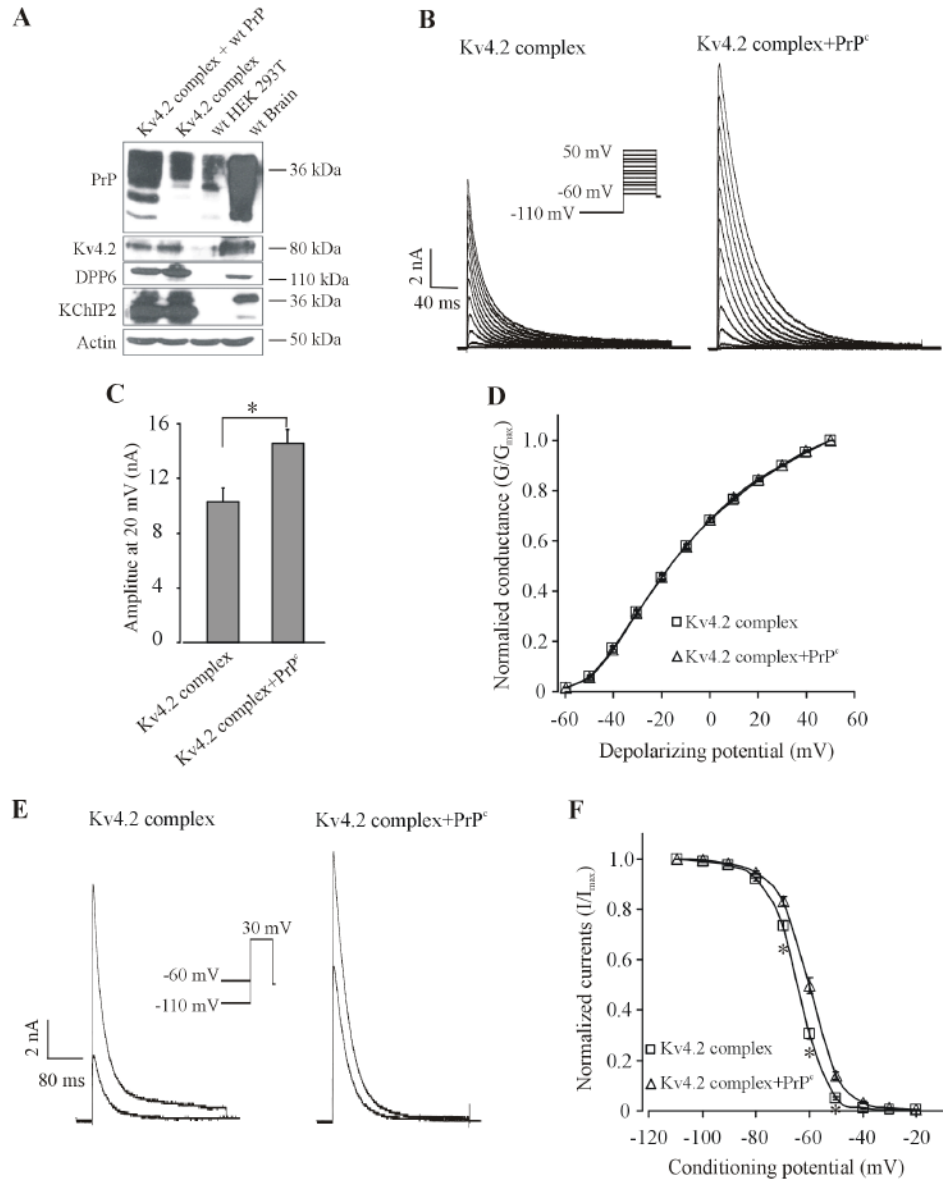 A
Kv4.2 complex + wt PrP
Kv4.2 complex
wt HEK 293T
wt Brain
PrP
36 kDa
Kv4.2
80 kDa
DPP6
110 kDa
KChIP2
36 kDa
Actin
50 kDa
B
Kv4.2 complex
Kv4.2 complex+PrPᶜ
50 mV
-60 mV
-110 mV
2 nA
40 ms
C
*
16
12
8
4
0
Amplituc at 20 mV (nA)
Kv4.2 complex
Kv4.2 complex+PrPᶜ
D
1.0
0.8
0.6
0.4
0.2
0
Normalied conductance (G/Gmax)
Kv4.2 complex
Kv4.2 complex+PrPᶜ
-60 -40 -20 0 20 40 60
Depolarizing potential (mV)
E
Kv4.2 complex
Kv4.2 complex+PrPᶜ
30 mV
-60 mV
-110 mV
2 nA
80 ms
F
1.0
0.8
0.6
0.4
0.2
0
Normalized currents (I/Imax)
*
*
*
Kv4.2 complex
Kv4.2 complex+PrPᶜ
-120 -100 -80 -60 -40 -20
Conditioning potential (mV)